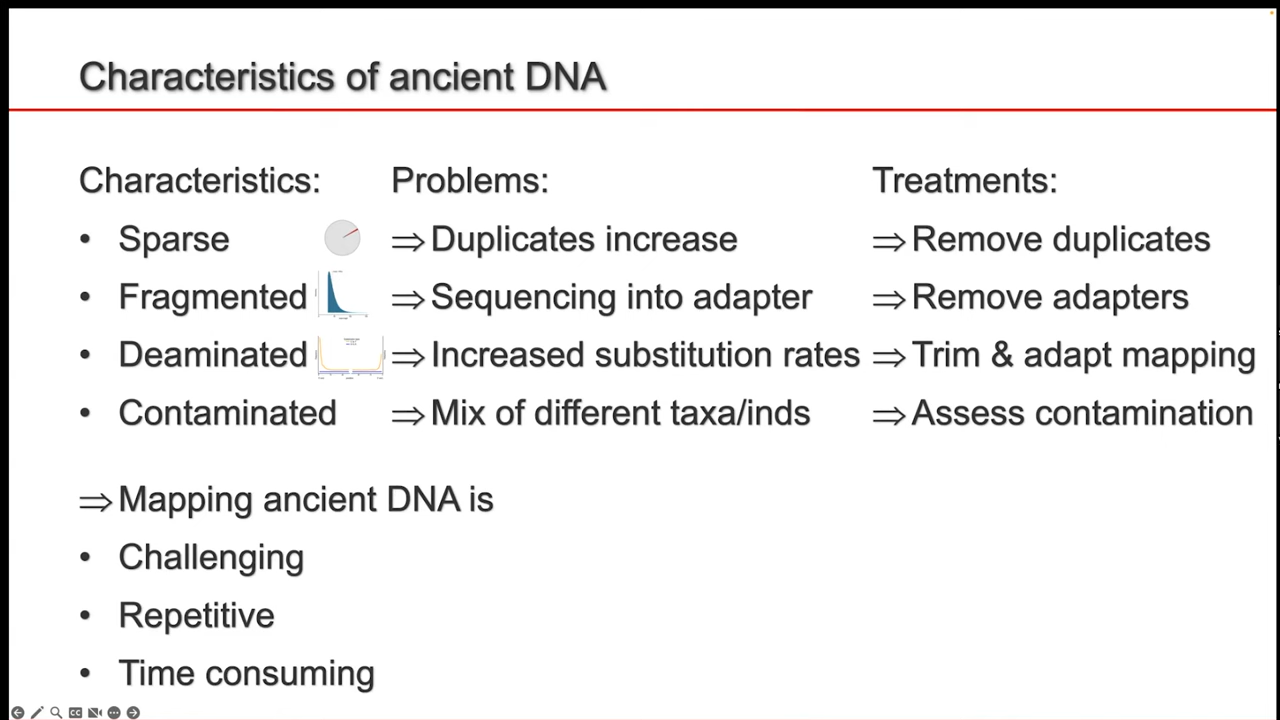 Characteristics of ancient DNA
Characteristics: Problems: Treatments:
• Sparse ⇒ Duplicates increase ⇒ Remove duplicates
• Fragmented ⇒ Sequencing into adapter ⇒ Remove adapters
• Deaminated ⇒ Increased substitution rates ⇒ Trim & adapt mapping
• Contaminated ⇒ Mix of different taxa/inds ⇒ Assess contamination
⇒ Mapping ancient DNA is
• Challenging
• Repetitive
• Time consuming
CC